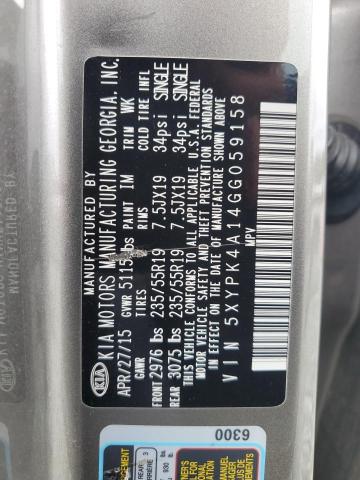 MANUFACTURED BY
KIA KIA MOTORS MANUFACTURING GEORGIA, INC.
APR/27/15 GVWR 5115 lbs PAINT IM TRIM WK
GAWR TIRES RIMS COLD TIRE INFL
FRONT 2976 lbs 235/55R19 7.5JX19 34psi SINGLE
REAR 3075 lbs 235/55R19 7.5JX19 34psi SINGLE
THIS VEHICLE CONFORMS TO ALL APPLICABLE U.S.A. FEDERAL
MOTOR VEHICLE SAFETY AND THEFT PREVENTION STANDARDS
IN EFFECT ON THE DATE OF MANUFACTURE SHOWN ABOVE
VIN 5XYPK4A14GG059158
MPV
6300